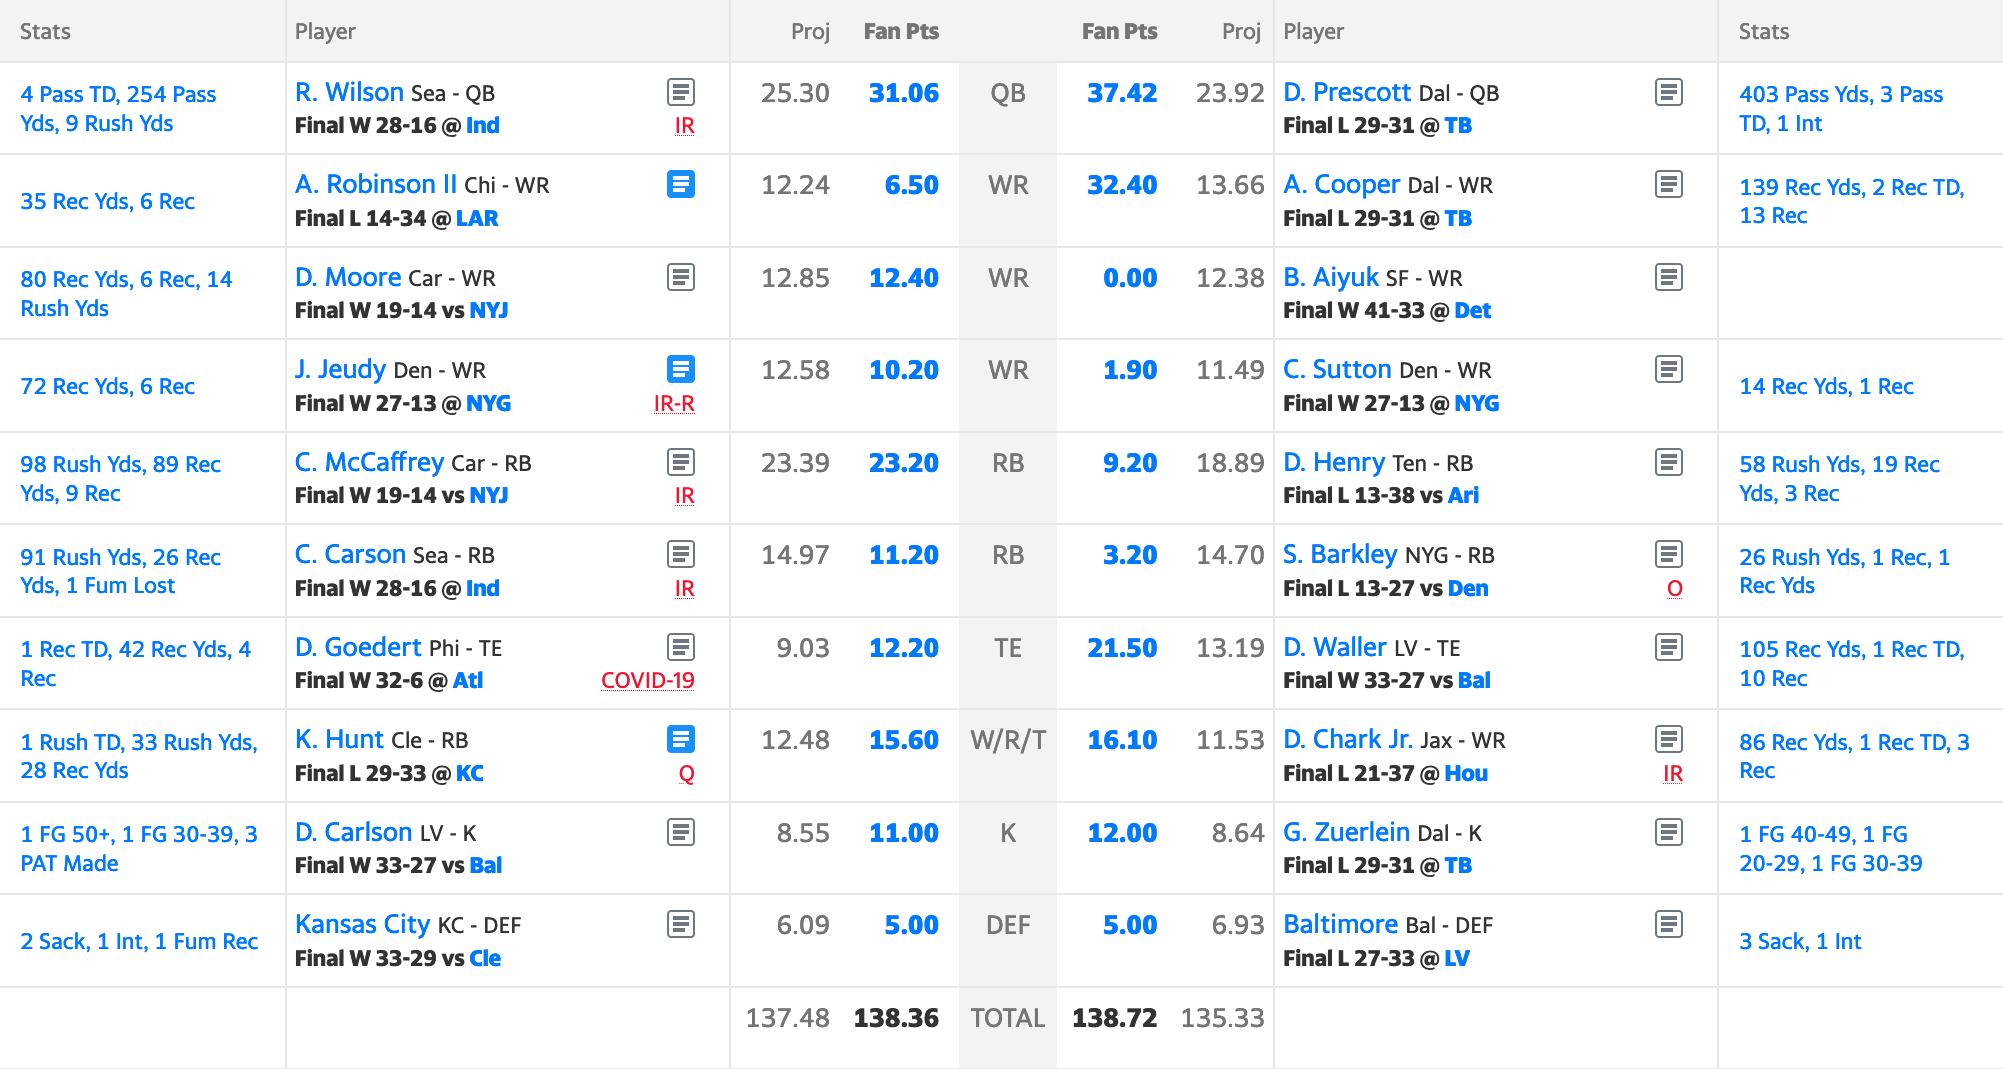 Stats Player Proj Fan Pts Fan Pts Proj Player Stats
4 Pass TD, 254 Pass R. Wilson Sea - QB 25.30 31.06 QB 37.42 23.92 D. Prescott Dal - QB 403 Pass Yds, 3 Pass
Yds, 9 Rush Yds Final W 28-16 @ Ind IR Final L 29-31 @ TB TD, 1 Int
A. Robinson II Chi - WR 12.24 6.50 WR 32.40 13.66 A. Cooper Dal - WR 139 Rec Yds, 2 Rec TD,
35 Rec Yds, 6 Rec Final L 14-34 @ LAR Final L 29-31 @ TB 13 Rec
80 Rec Yds, 6 Rec, 14 D. Moore Car - WR 12.85 12.40 WR 0.00 12.38 B. Aiyuk SF - WR
Rush Yds Final W 19-14 vs NYJ Final W 41-33 @ Det
J. Jeudy Den - WR 12.58 10.20 WR 1.90 11.49 C. Sutton Den - WR
72 Rec Yds, 6 Rec Final W 27-13 @ NYG IR-R Final W 27-13 @ NYG 14 Rec Yds, 1 Rec
98 Rush Yds, 89 Rec C. McCaffrey Car - RB 23.39 23.20 RB 9.20 18.89 D. Henry Ten - RB 58 Rush Yds, 19 Rec
Yds, 9 Rec Final W 19-14 vs NYJ IR Final L 13-38 vs Ari Yds, 3 Rec
91 Rush Yds, 26 Rec C. Carson Sea - RB 14.97 11.20 RB 3.20 14.70 S. Barkley NYG - RB 26 Rush Yds, 1 Rec, 1
Yds, 1 Fum Lost Final W 28-16 @ Ind IR Final L 13-27 vs Den O Rec Yds
1 Rec TD, 42 Rec Yds, 4 D. Goedert Phi - TE 9.03 12.20 TE 21.50 13.19 D. Waller LV - TE 105 Rec Yds, 1 Rec TD,
Rec Final W 32-6 @ Atl COVID-19 Final W 33-27 vs Bal 10 Rec
1 Rush TD, 33 Rush Yds, K. Hunt Cle - RB 12.48 15.60 W/R/T 16.10 11.53 D. Chark Jr. Jax - WR 86 Rec Yds, 1 Rec TD, 3
28 Rec Yds Final L 29-33 @ KC Q Final L 21-37 @ Hou IR Rec
1 FG 50+, 1 FG 30-39, 3 D. Carlson LV - K 8.55 11.00 K 12.00 8.64 G. Zuerlein Dal - K 1 FG 40-49, 1 FG
PAT Made Final W 33-27 vs Bal Final L 29-31 @ TB 20-29, 1 FG 30-39
Kansas City KC - DEF 6.09 5.00 DEF 5.00 6.93 Baltimore Bal - DEF
2 Sack, 1 Int, 1 Fum Rec Final W 33-29 vs Cle Final L 27-33 @ LV 3 Sack, 1 Int
137.48 138.36 TOTAL 138.72 135.33